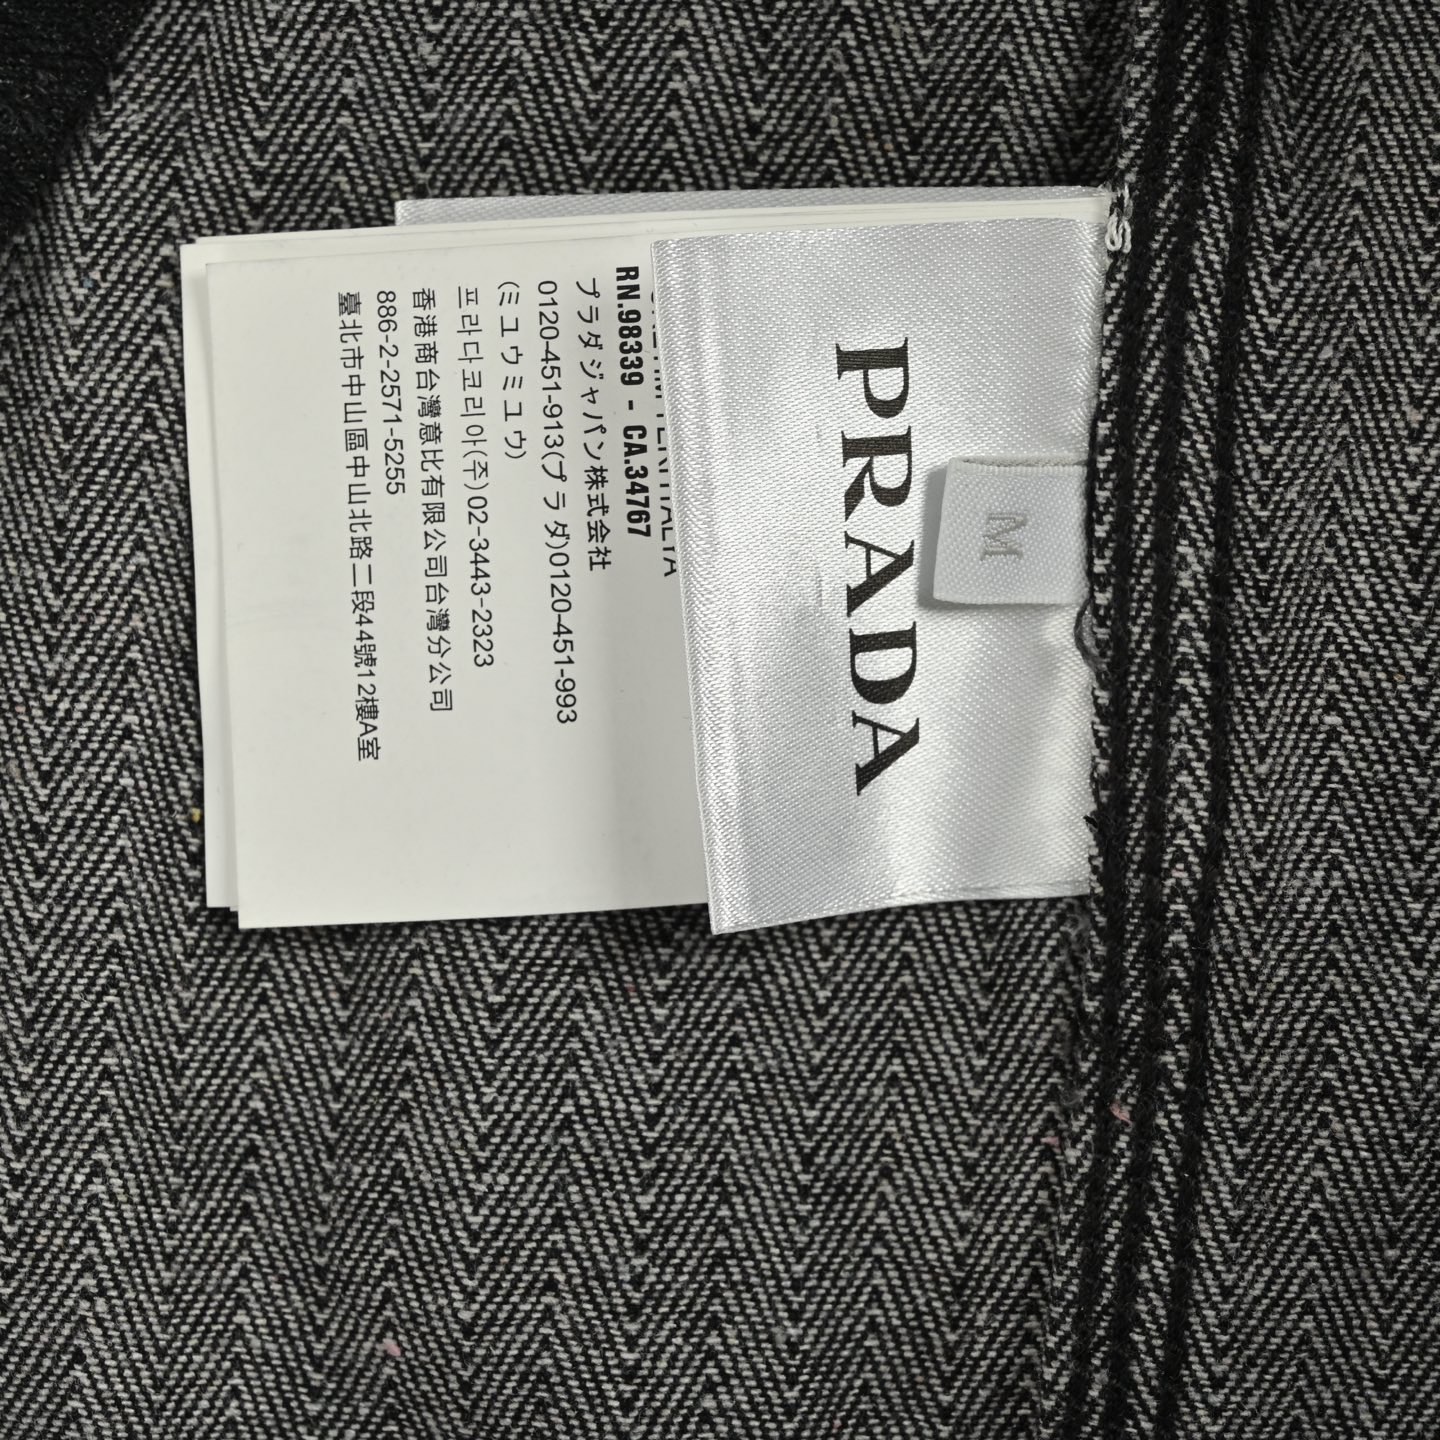 PRADA
M
RN.98339 - CA.34767
プラダジャパン株式会社
0120-451-913(プラダ)0120-451-993
(ミュウミュウ)
프라다코리아(주)02-3443-2323
香港商台灣意比有限公司台灣分公司
886-2-2571-5255
臺北市中山區中山北路二段44號12樓A室